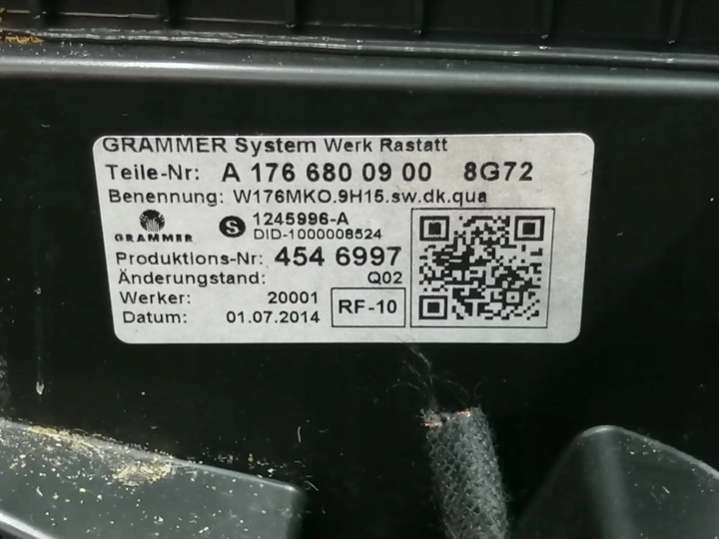 GRAMMER System Werk Rastatt
Teile-Nr: A 176 680 09 00 8G72
Benennung: W176MKO.9H15.sw.dk.qua
GRAMMER S 1245996-A
DID-1000008524
Produktions-Nr: 454 6997
Änderungstand: Q02
Werker: 20001 RF-10
Datum: 01.07.2014